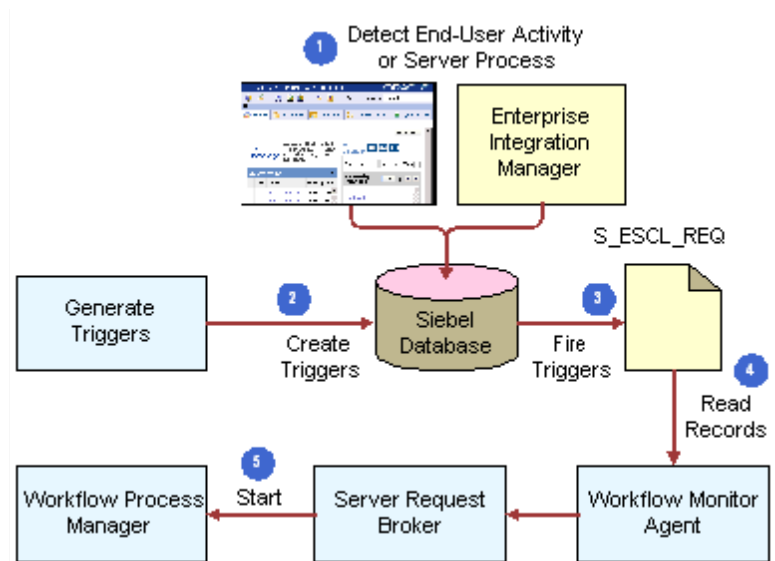 1
Detect End-User Activity
or Server Process
Enterprise
Integration
Manager
S_ESCL_REQ
Generate
Triggers
2
Create
Triggers
Siebel
Database
3
Fire
Triggers
4
Read
Records
Workflow Process
Manager
5
Start
Server Request
Broker
Workflow Monitor
Agent